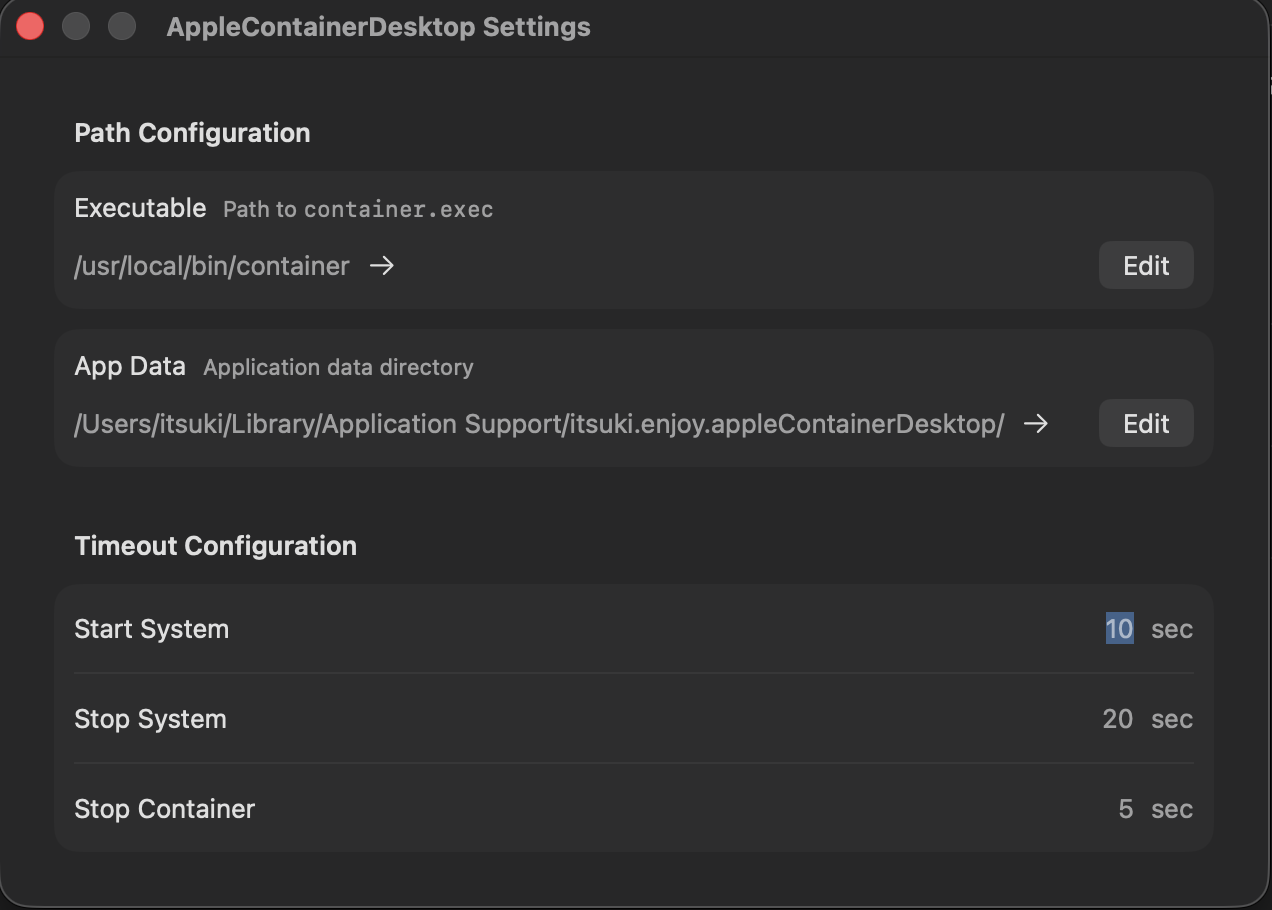 AppleContainerDesktop Settings
Path Configuration
Executable Path to container.exec
/usr/local/bin/container → Edit
App Data Application data directory
/Users/itsuki/Library/Application Support/itsuki.enjoy.appleContainerDesktop/ → Edit
Timeout Configuration
Start System 10 sec
Stop System 20 sec
Stop Container 5 sec